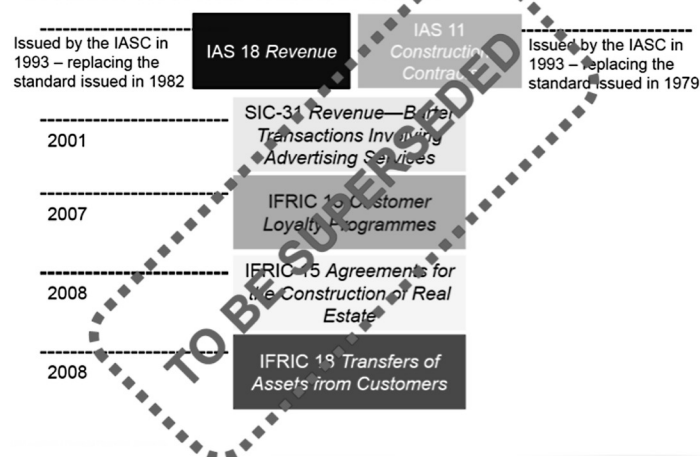 Issued by the IASC in
1993 – replacing the
standard issued in 1982
IAS 18 Revenue
IAS 11
Construction
Contracts
Issued by the IASC in
1993 – replacing the
standard issued in 1979
2001
SIC-31 Revenue—Barter
Transactions Involving
Advertising Services
2007
IFRIC 13 Customer
Loyalty Programmes
2008
IFRIC 15 Agreements for
the Construction of Real
Estate
2008
IFRIC 18 Transfers of
Assets from Customers
TO BE SUPERSEDED